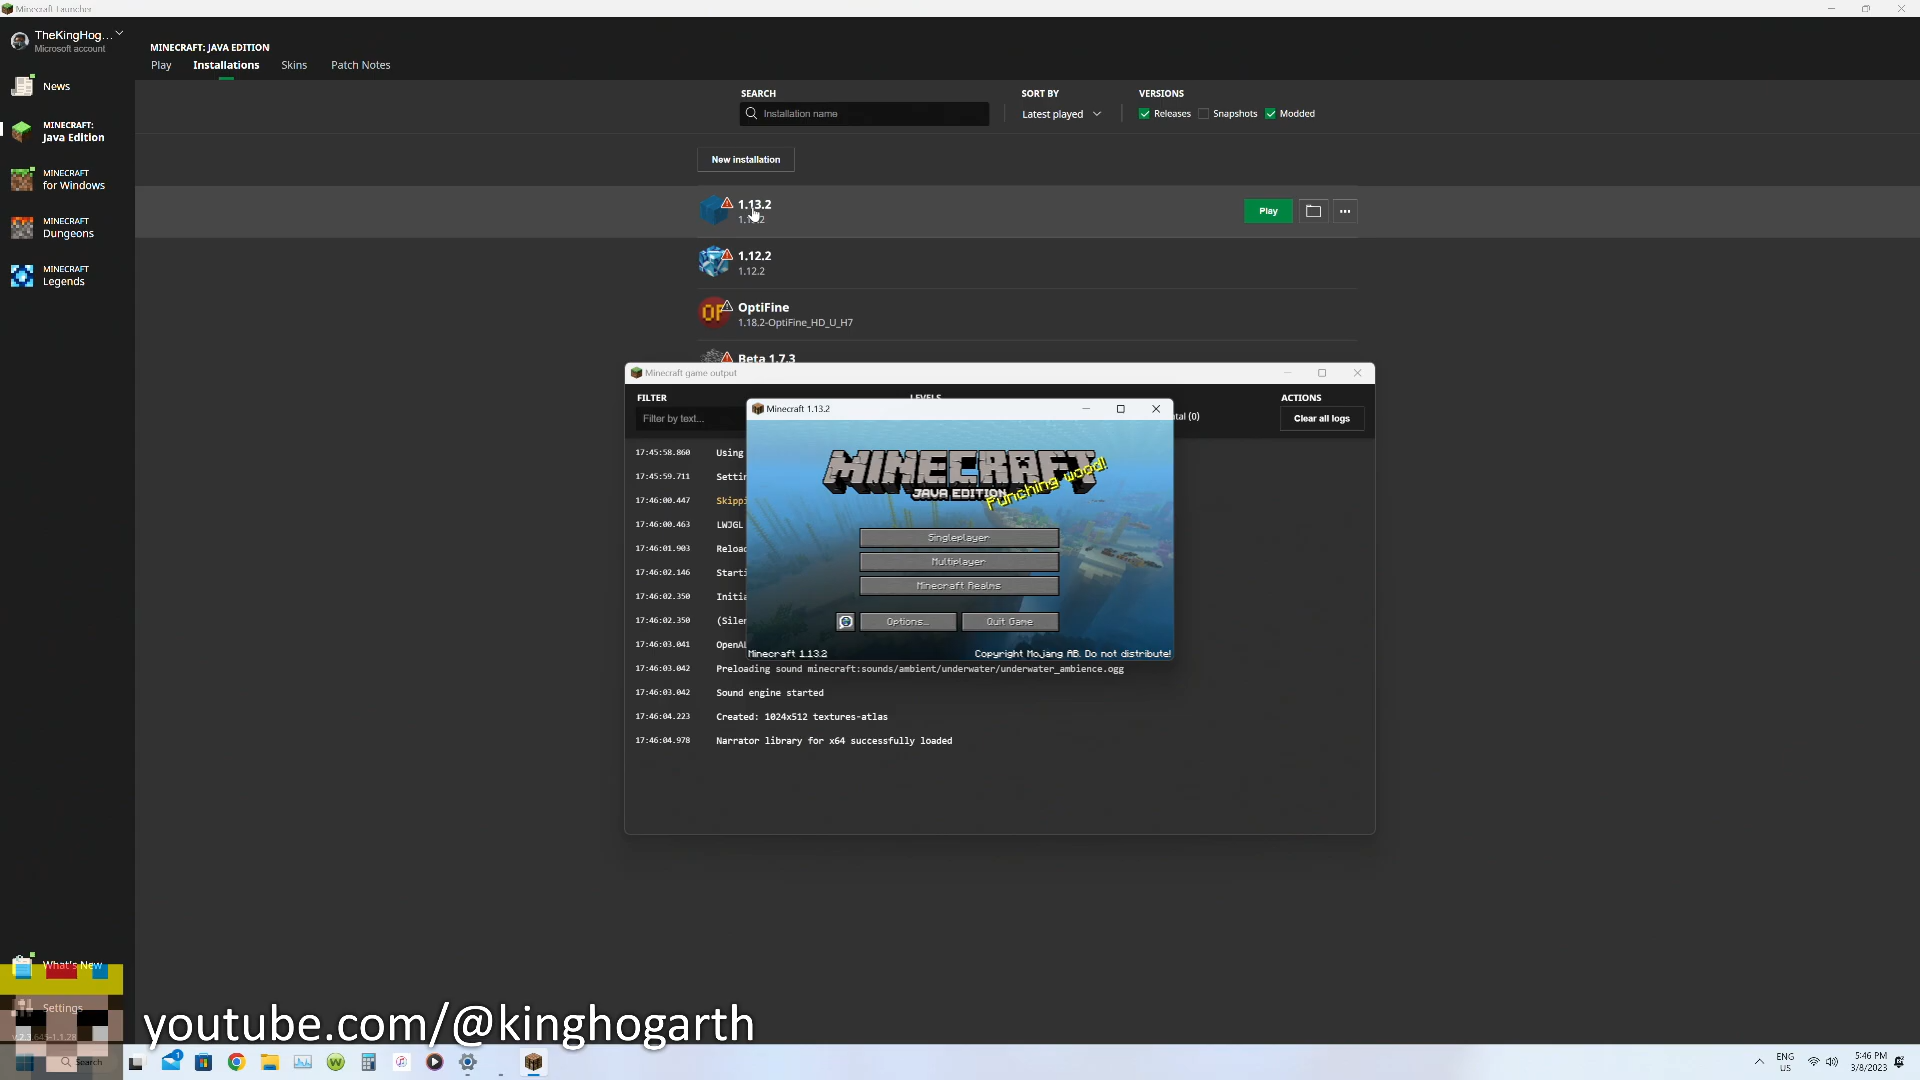 Minecraft Launcher
TheKingHog...
Microsoft account
News
MINECRAFT:
Java Edition
MINECRAFT
for Windows
MINECRAFT
Dungeons
MINECRAFT
Legends
What's New
Settings
MINECRAFT: JAVA EDITION
Play Installations Skins Patch Notes
SEARCH SORT BY VERSIONS
Installation name Latest played Releases Snapshots Modded
New installation
1.13.2
Play
1.12.2
1.12.2
OptiFine
1.18.2-OptiFine_HD_U_H7
Beta 1.7.3
Minecraft game output
FILTER LEVELS ACTIONS
Filter by text... (0) Clear all logs
Minecraft 1.13.2
MINECRAFT
JAVA EDITION
Punching wood!
Singleplayer
Multiplayer
Minecraft Realms
Options... Quit Game
Minecraft 1.13.2 Copyright Mojang AB. Do not distribute!
17:45:58.860 Using
17:45:59.711
17:46:00.447
17:46:00.463 LWJGL
17:46:01.903
17:46:02.146
17:46:02.350
17:46:02.350
17:46:03.041
17:46:03.042 Preloading sound minecraft:sounds/ambient/underwater/underwater_ambience.ogg
17:46:03.042 Sound engine started
17:46:04.223 Created: 1024x512 textures-atlas
17:46:04.978 Narrator library for x64 successfully loaded
youtube.com/@kinghogarth
Search
ENG
US
5:46 PM
3/8/2023